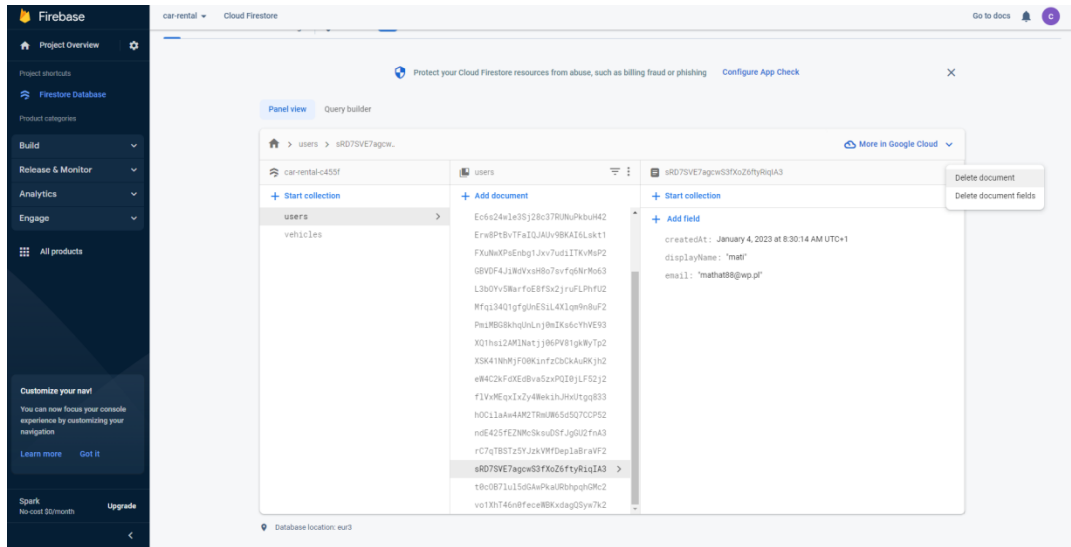 Firebase
car-rental
Cloud Firestore
Go to docs
C
Project Overview
Project shortcuts
Firestore Database
Product categories
Build
Release & Monitor
Analytics
Engage
All products
Customize your nav!
You can now focus your console
experience by customizing your
navigation
Learn more Got it
Spark
No-cost $0/month
Upgrade
Protect your Cloud Firestore resources from abuse, such as billing fraud or phishing Configure App Check
Panel view Query builder
> users > sRD7SVE7agcw..
More in Google Cloud
car-rental-c455f
+ Start collection
users
vehicles
users
+ Add document
Ec6s24wle3Sj28c37RUNuPkbuH42
Erw8PtBvTFaIQJAUv9BKAI6Lskt1
FXuNwXPsEnbg1Jxv7udiITKvMsP2
GBVDF4JiWdVxsH8o7svfq6NrMo63
L3bOYv5WarfoE8fSx2jruFLPhfU2
Mfqi34Q1gfgUnESiL4Xlqm9n8uF2
PmiMBG8khqUnLnj0mIKs6cYhVE93
XQ1hsi2AMlNatjj06PV81gkWyTp2
XSK41NhMjFO0KinfzCbCkAuRKjh2
eW4C2kFdXEdBva5zxPQI0jLF52j2
flVxMEqxIxZy4WekihJHxUtgq833
hOCilaAw4AM2TRmUW65d5Q7CCP52
ndE425fEZNMcSksuDSfJgGU2fnA3
rC7qTBSTz5YJzkVMfDeplaBraVF2
sRD7SVE7agcwS3fXoZ6ftyRiqIA3
t0cOB7lul5dGAwPkaURbhpqhGMc2
vo1XhT46n0feceWBKxdagQSyw7k2
sRD7SVE7agcwS3fXoZ6ftyRiqIA3
+ Start collection
+ Add field
createdAt: January 4, 2023 at 8:30:14 AM UTC+1
displayName: "mati"
email: "mathat88@wp.pl"
Delete document
Delete document fields
Database location: eur3